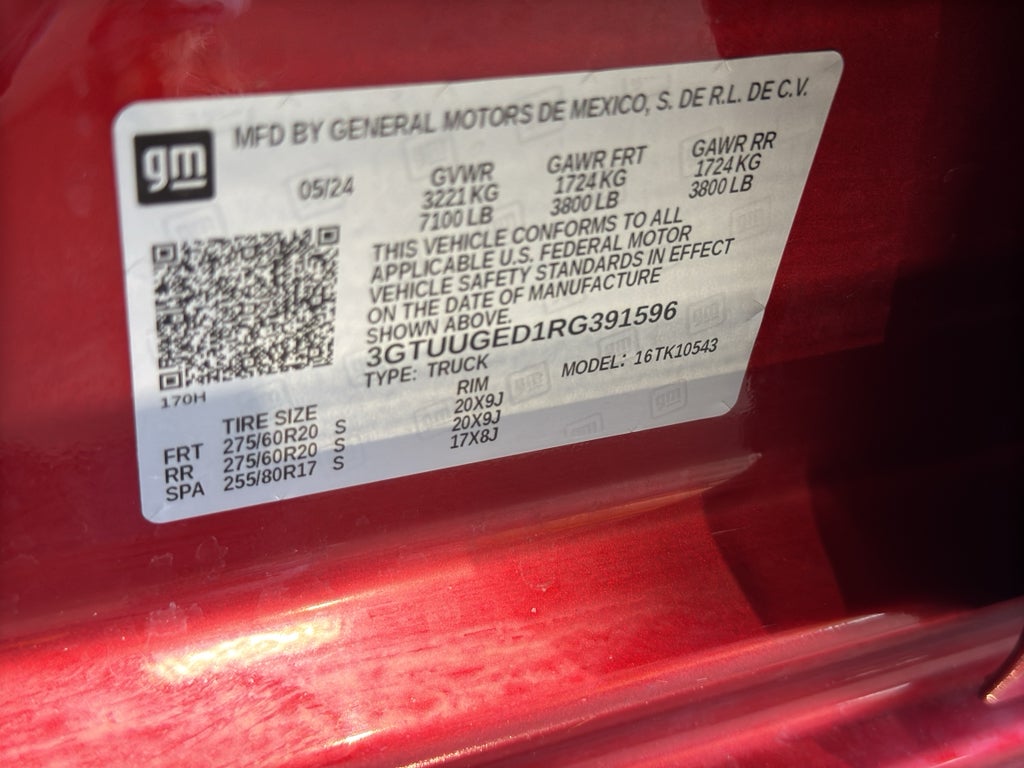 gm
MFD BY GENERAL MOTORS DE MEXICO, S. DE R.L. DE C.V.
05/24
GVWR
3221 KG
7100 LB
GAWR FRT
1724 KG
3800 LB
GAWR RR
1724 KG
3800 LB
THIS VEHICLE CONFORMS TO ALL
APPLICABLE U.S. FEDERAL MOTOR
VEHICLE SAFETY STANDARDS IN EFFECT
ON THE DATE OF MANUFACTURE
SHOWN ABOVE.
3GTUUGED1RG391596
TYPE: TRUCK MODEL: 16TK10543
170H
TIRE SIZE RIM
FRT 275/60R20 S 20X9J
RR 275/60R20 S 20X9J
SPA 255/80R17 S 17X8J